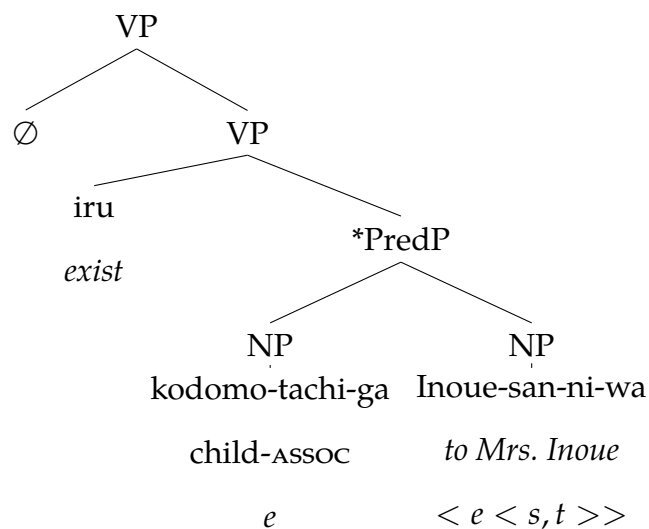 VP
∅ VP
iru *PredP
exist
NP NP
kodomo-tachi-ga Inoue-san-ni-wa
child-ASSOC to Mrs. Inoue
e < e < s, t >>